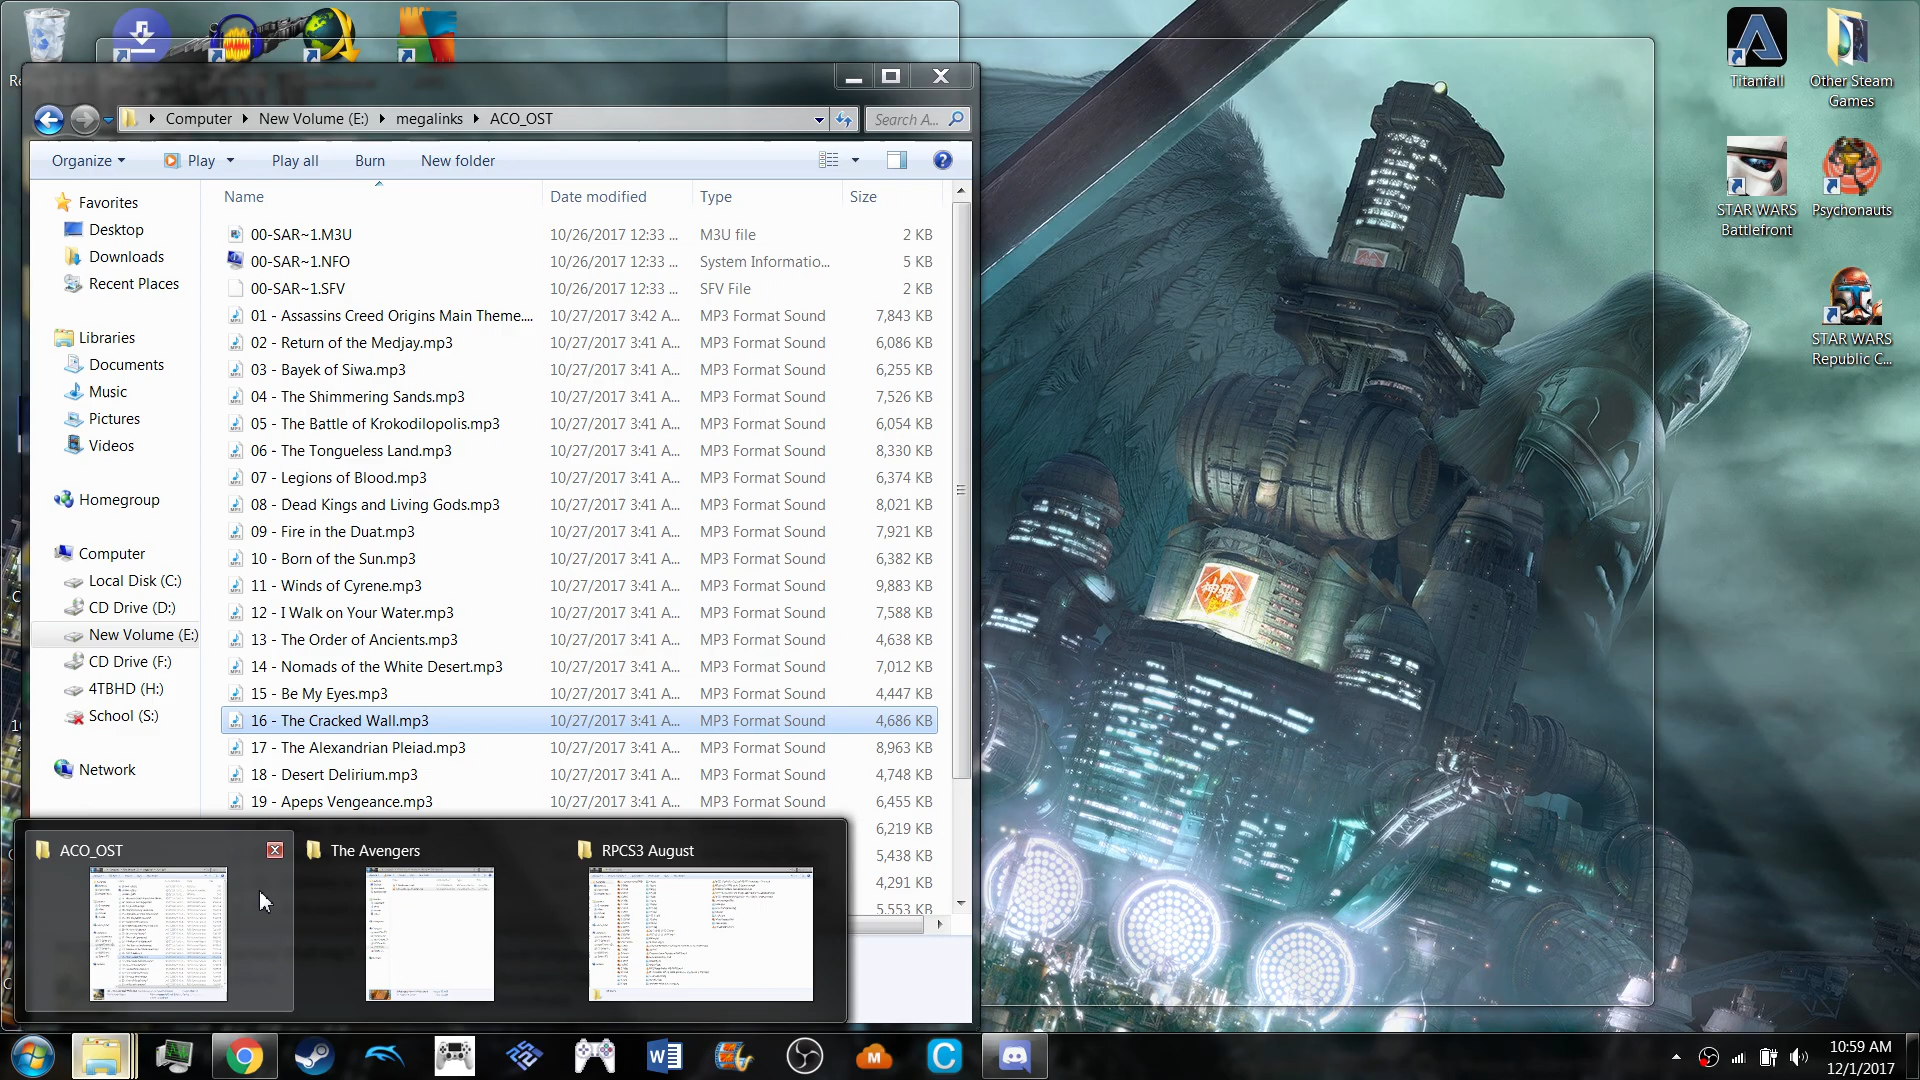 Titanfall
Other Steam
Games
STAR WARS
Battlefront
Psychonauts
STAR WARS
Republic C...
神羅
Computer
New Volume (E:)
megalinks
ACO_OST
Search A...
Organize
Play
Play all
Burn
New folder
Name
Date modified
Type
Size
Favorites
Desktop
Downloads
Recent Places
Libraries
Documents
Music
Pictures
Videos
Homegroup
Computer
Local Disk (C:)
CD Drive (D:)
New Volume (E:)
CD Drive (F:)
4TBHD (H:)
School (S:)
Network
00-SAR~1.M3U 10/26/2017 12:33 ... M3U file 2 KB
00-SAR~1.NFO 10/26/2017 12:33 ... System Informatio... 5 KB
00-SAR~1.SFV 10/26/2017 12:33 ... SFV File 2 KB
01 - Assassins Creed Origins Main Theme.... 10/27/2017 3:42 A... MP3 Format Sound 7,843 KB
02 - Return of the Medjay.mp3 10/27/2017 3:41 A... MP3 Format Sound 6,086 KB
03 - Bayek of Siwa.mp3 10/27/2017 3:41 A... MP3 Format Sound 6,255 KB
04 - The Shimmering Sands.mp3 10/27/2017 3:41 A... MP3 Format Sound 7,526 KB
05 - The Battle of Krokodilopolis.mp3 10/27/2017 3:41 A... MP3 Format Sound 6,054 KB
06 - The Tongueless Land.mp3 10/27/2017 3:41 A... MP3 Format Sound 8,330 KB
07 - Legions of Blood.mp3 10/27/2017 3:41 A... MP3 Format Sound 6,374 KB
08 - Dead Kings and Living Gods.mp3 10/27/2017 3:41 A... MP3 Format Sound 8,021 KB
09 - Fire in the Duat.mp3 10/27/2017 3:41 A... MP3 Format Sound 7,921 KB
10 - Born of the Sun.mp3 10/27/2017 3:41 A... MP3 Format Sound 6,382 KB
11 - Winds of Cyrene.mp3 10/27/2017 3:41 A... MP3 Format Sound 9,883 KB
12 - I Walk on Your Water.mp3 10/27/2017 3:41 A... MP3 Format Sound 7,588 KB
13 - The Order of Ancients.mp3 10/27/2017 3:41 A... MP3 Format Sound 4,638 KB
14 - Nomads of the White Desert.mp3 10/27/2017 3:41 A... MP3 Format Sound 7,012 KB
15 - Be My Eyes.mp3 10/27/2017 3:41 A... MP3 Format Sound 4,447 KB
16 - The Cracked Wall.mp3 10/27/2017 3:41 A... MP3 Format Sound 4,686 KB
17 - The Alexandrian Pleiad.mp3 10/27/2017 3:41 A... MP3 Format Sound 8,963 KB
18 - Desert Delirium.mp3 10/27/2017 3:41 A... MP3 Format Sound 4,748 KB
19 - Apeps Vengeance.mp3 10/27/2017 3:41 A... MP3 Format Sound 6,455 KB
6,219 KB
5,438 KB
4,291 KB
5,553 KB
ACO_OST
The Avengers
RPCS3 August
10:59 AM
12/1/2017